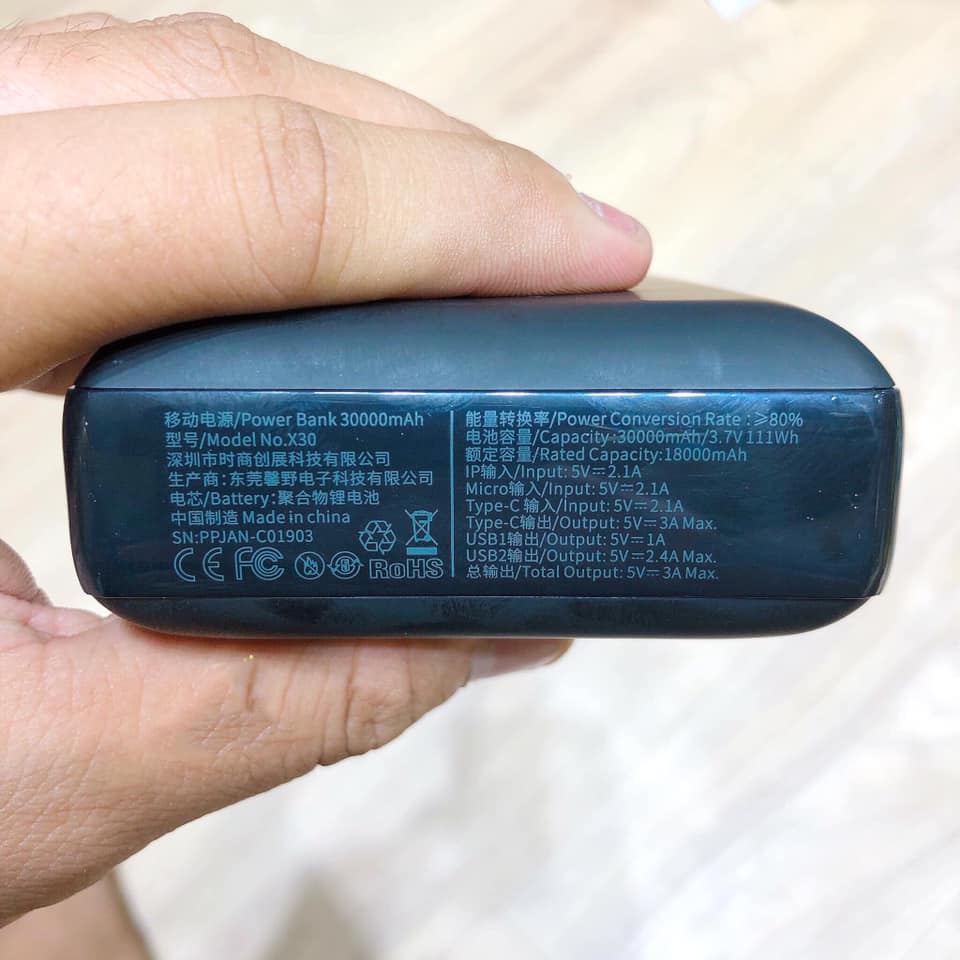 移动电源/Power Bank 30000mAh
型号/Model No.X30
深圳市时商创展科技有限公司
生产商:东莞馨野电子科技有限公司
电芯/Battery:聚合物锂电池
中国制造 Made in china
SN:PPJAN-C01903
CE FC RoHS
能量转换率/Power Conversion Rate :≥80%
电池容量/Capacity:30000mAh/3.7V 111Wh
额定容量/Rated Capacity:18000mAh
IP输入/Input: 5V⎓2.1A
Micro输入/Input: 5V⎓2.1A
Type-C 输入/Input: 5V⎓2.1A
Type-C输出/Output: 5V⎓3A Max.
USB1输出/Output: 5V⎓1A
USB2输出/Output: 5V⎓2.4A Max.
总输出/Total Output: 5V⎓3A Max.